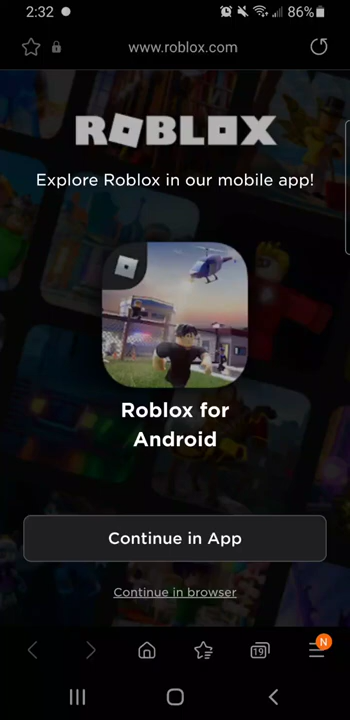 2:32
86%
www.roblox.com
ROBLOX
Explore Roblox in our mobile app!
Roblox for
Android
Continue in App
Continue in browser
19
N